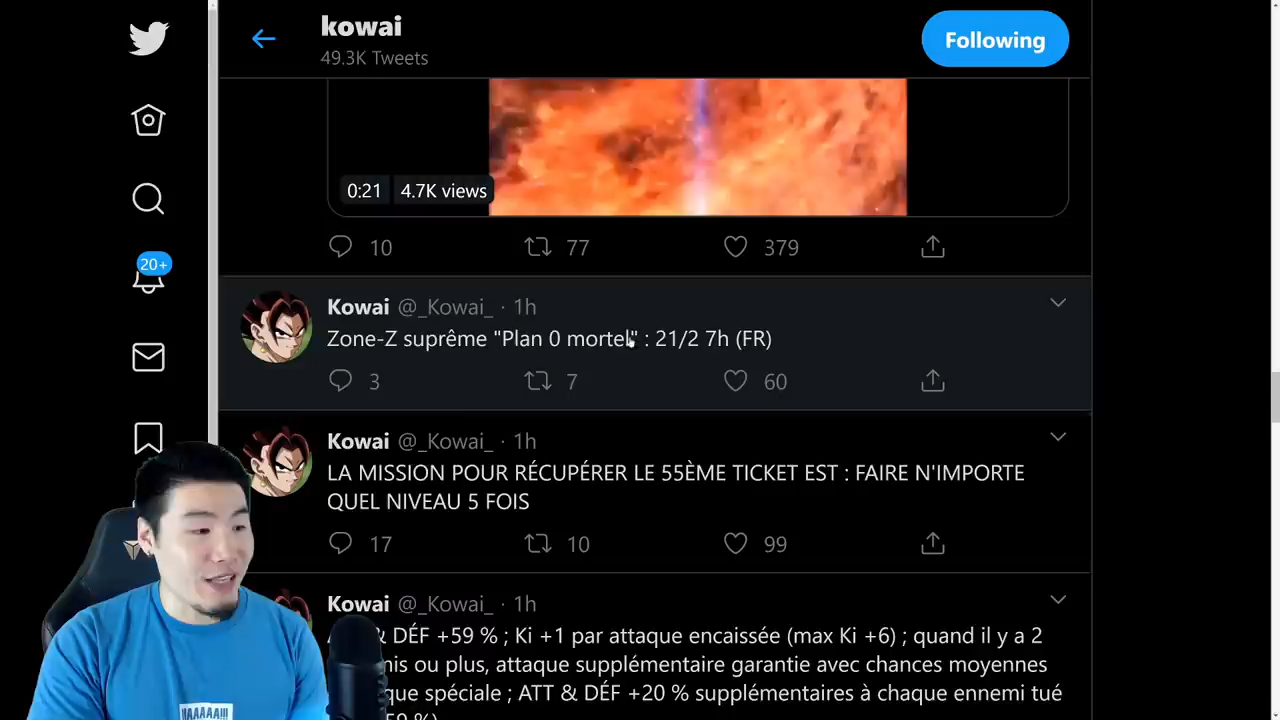 kowai
49.3K Tweets
Following
0:21 4.7K views
10 77 379
20+
Kowai @_Kowai_ · 1h
Zone-Z suprême "Plan 0 mortel" : 21/2 7h (FR)
3 7 60
Kowai @_Kowai_ · 1h
LA MISSION POUR RÉCUPÉRER LE 55ÈME TICKET EST : FAIRE N'IMPORTE
QUEL NIVEAU 5 FOIS
17 10 99
Kowai @_Kowai_ · 1h
& DÉF +59 % ; Ki +1 par attaque encaissée (max Ki +6) ; quand il y a 2
ou plus, attaque supplémentaire garantie avec chances moyennes
spéciale ; ATT & DÉF +20 % supplémentaires à chaque ennemi tué